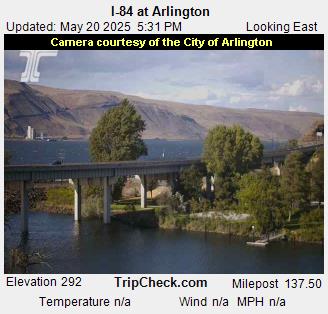 I-84 at Arlington
Updated: May 20 2025 5:31 PM Looking East
Camera courtesy of the City of Arlington
Elevation 292 TripCheck.com Milepost 137.50
Temperature n/a Wind n/a MPH n/a